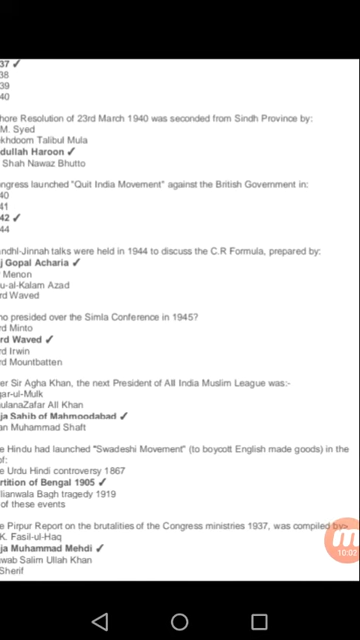 37 ✓
38
39
40
hore Resolution of 23rd March 1940 was seconded from Sindh Province by:
M. Syed
khdoom Talibul Mula
dullah Haroon ✓
Shah Nawaz Bhutto
ongress launched "Quit India Movement" against the British Government in:
40
41
42 ✓
44
andhI-Jinnah talks were held in 1944 to discuss the C.R Formula, prepared by:
j Gopal Acharia ✓
Menon
u-al-Kalam Azad
rd Waved
ho presided over the Simla Conference in 1945?
rd Minto
rd Waved ✓
rd Irwin
rd Mountbatten
er Sir Agha Khan, the next President of All India Muslim League was:-
qar-ul-Mulk
ulanaZafar All Khan
ja Sahib of Mahmoodabad ✓
an Muhammad Shaft
e Hindu had launched "Swadeshi Movement" (to boycott English made goods) in the
of:
e Urdu Hindi controversy 1867
rtition of Bengal 1905 ✓
llianwala Bagh tragedy 1919
of these events
e Pirpur Report on the brutalities of the Congress ministries 1937, was compiled by:-
K. Fasil-ul-Haq
ja Muhammad Mehdi ✓
wab Salim Ullah Khan
Sherif
10:02